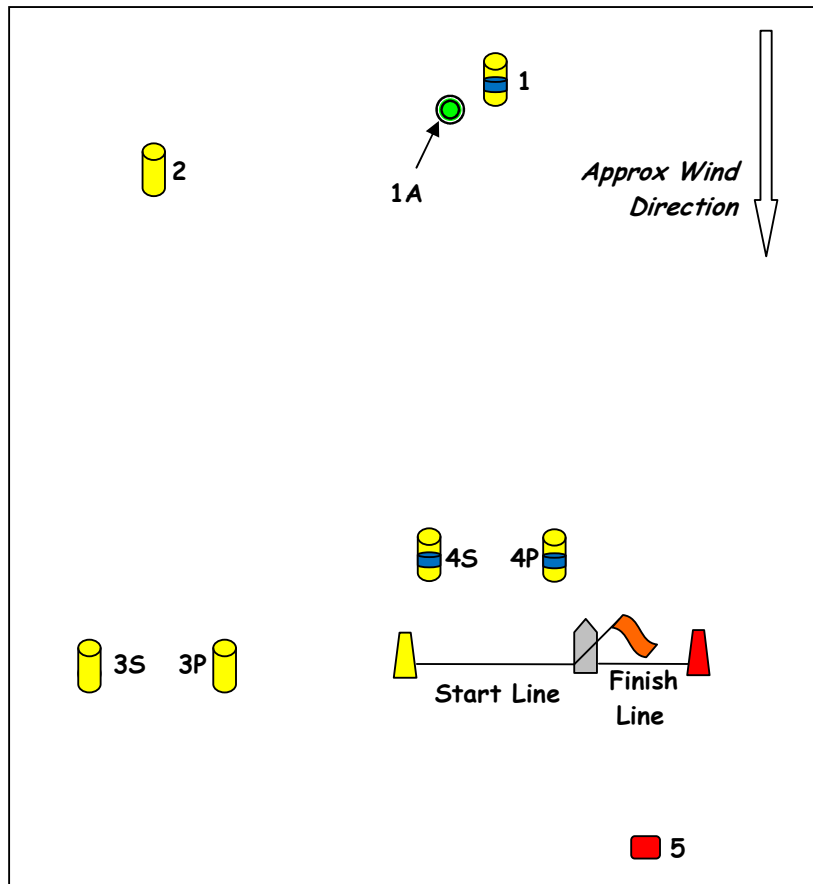 1
2
1A
Approx Wind
Direction
4S
4P
3S
3P
Start Line
Finish
Line
5